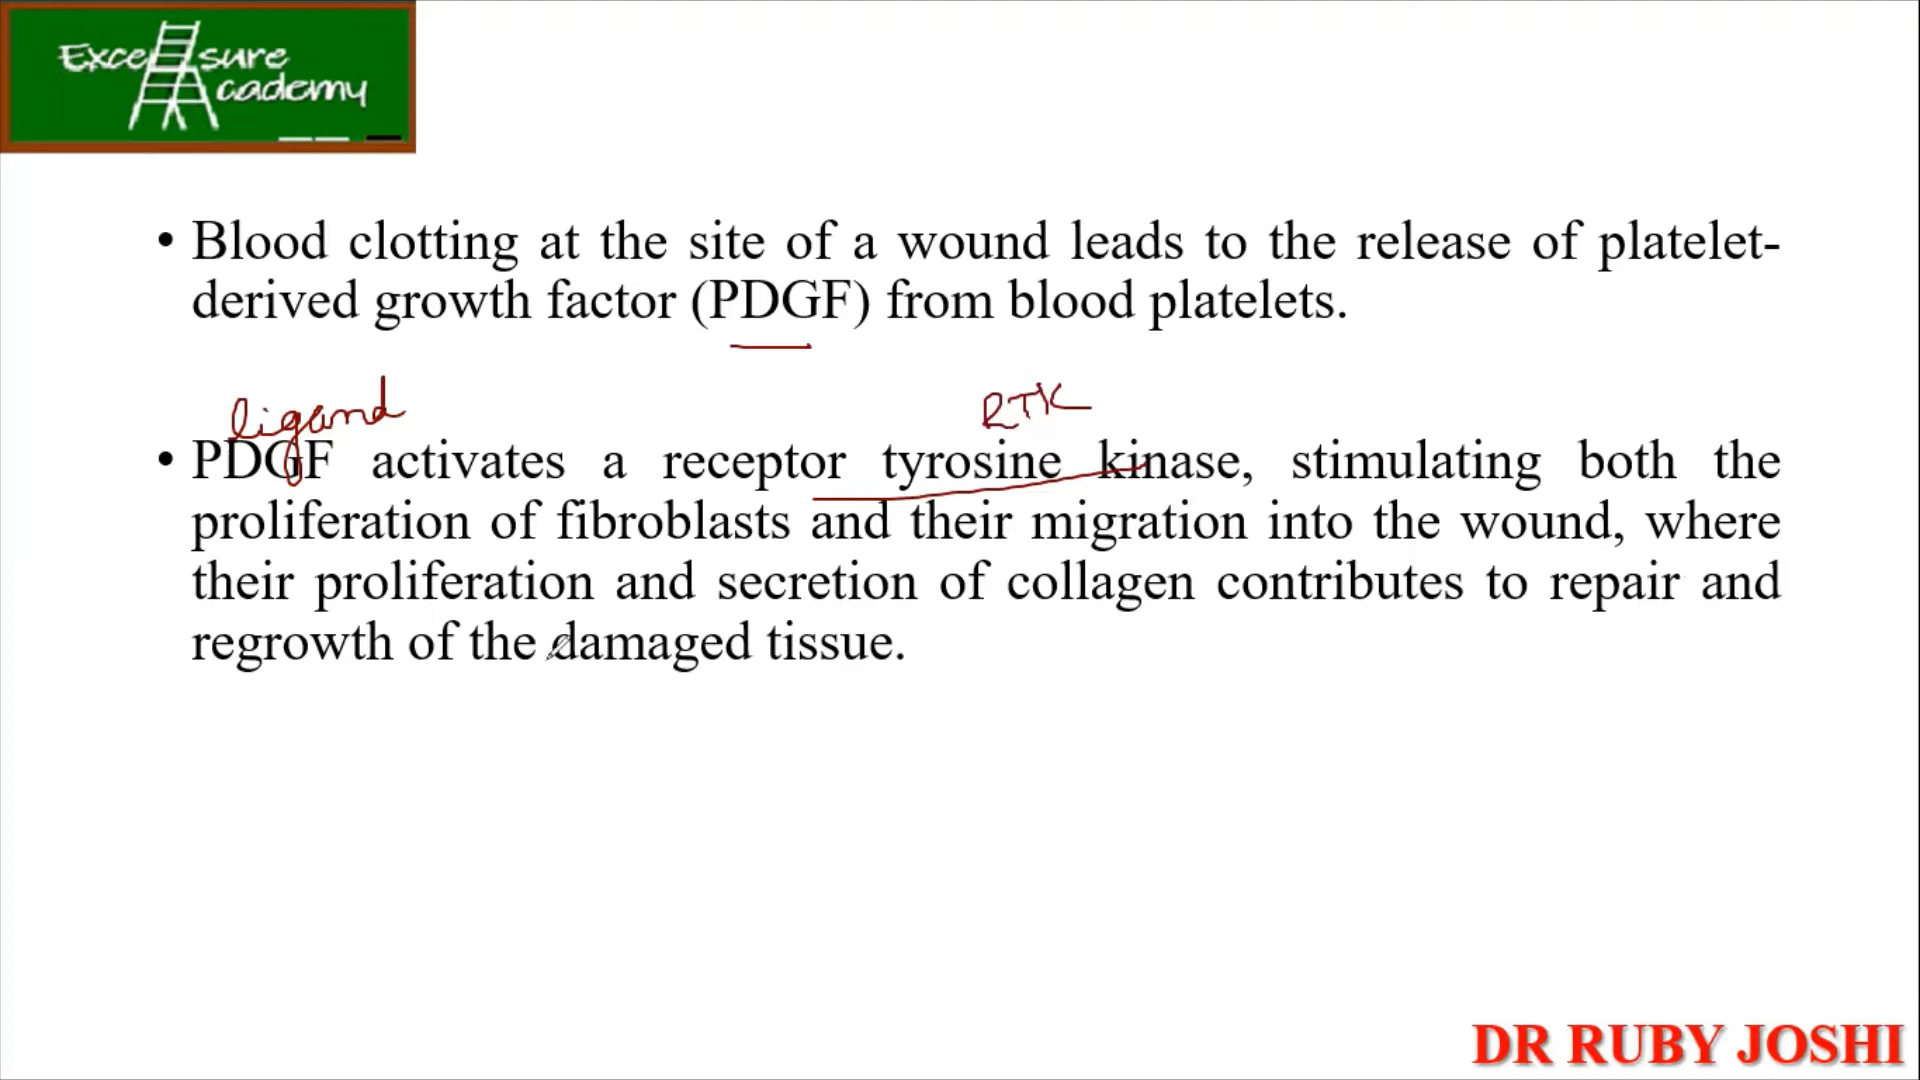 Excel sure
Academy
• Blood clotting at the site of a wound leads to the release of platelet-
derived growth factor (PDGF) from blood platelets.
ligand
RTK
• PDGF activates a receptor tyrosine kinase, stimulating both the
proliferation of fibroblasts and their migration into the wound, where
their proliferation and secretion of collagen contributes to repair and
regrowth of the damaged tissue.
DR RUBY JOSHI